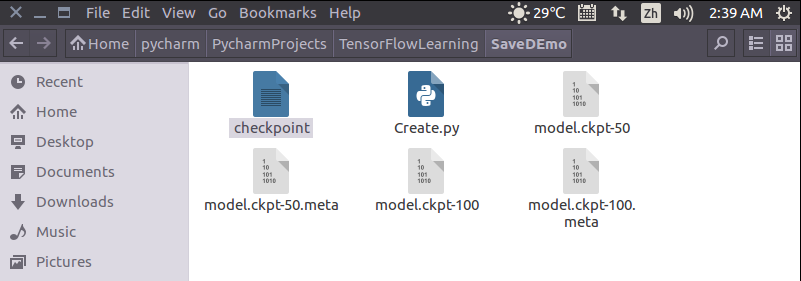 File Edit View Go Bookmarks Help 29℃ Zh 2:39 AM
Home pycharm PycharmProjects TensorFlowLearning SaveDEmo
Recent
Home
Desktop
Documents
Downloads
Music
Pictures
checkpoint Create.py model.ckpt-50
model.ckpt-50.meta model.ckpt-100 model.ckpt-100.
meta